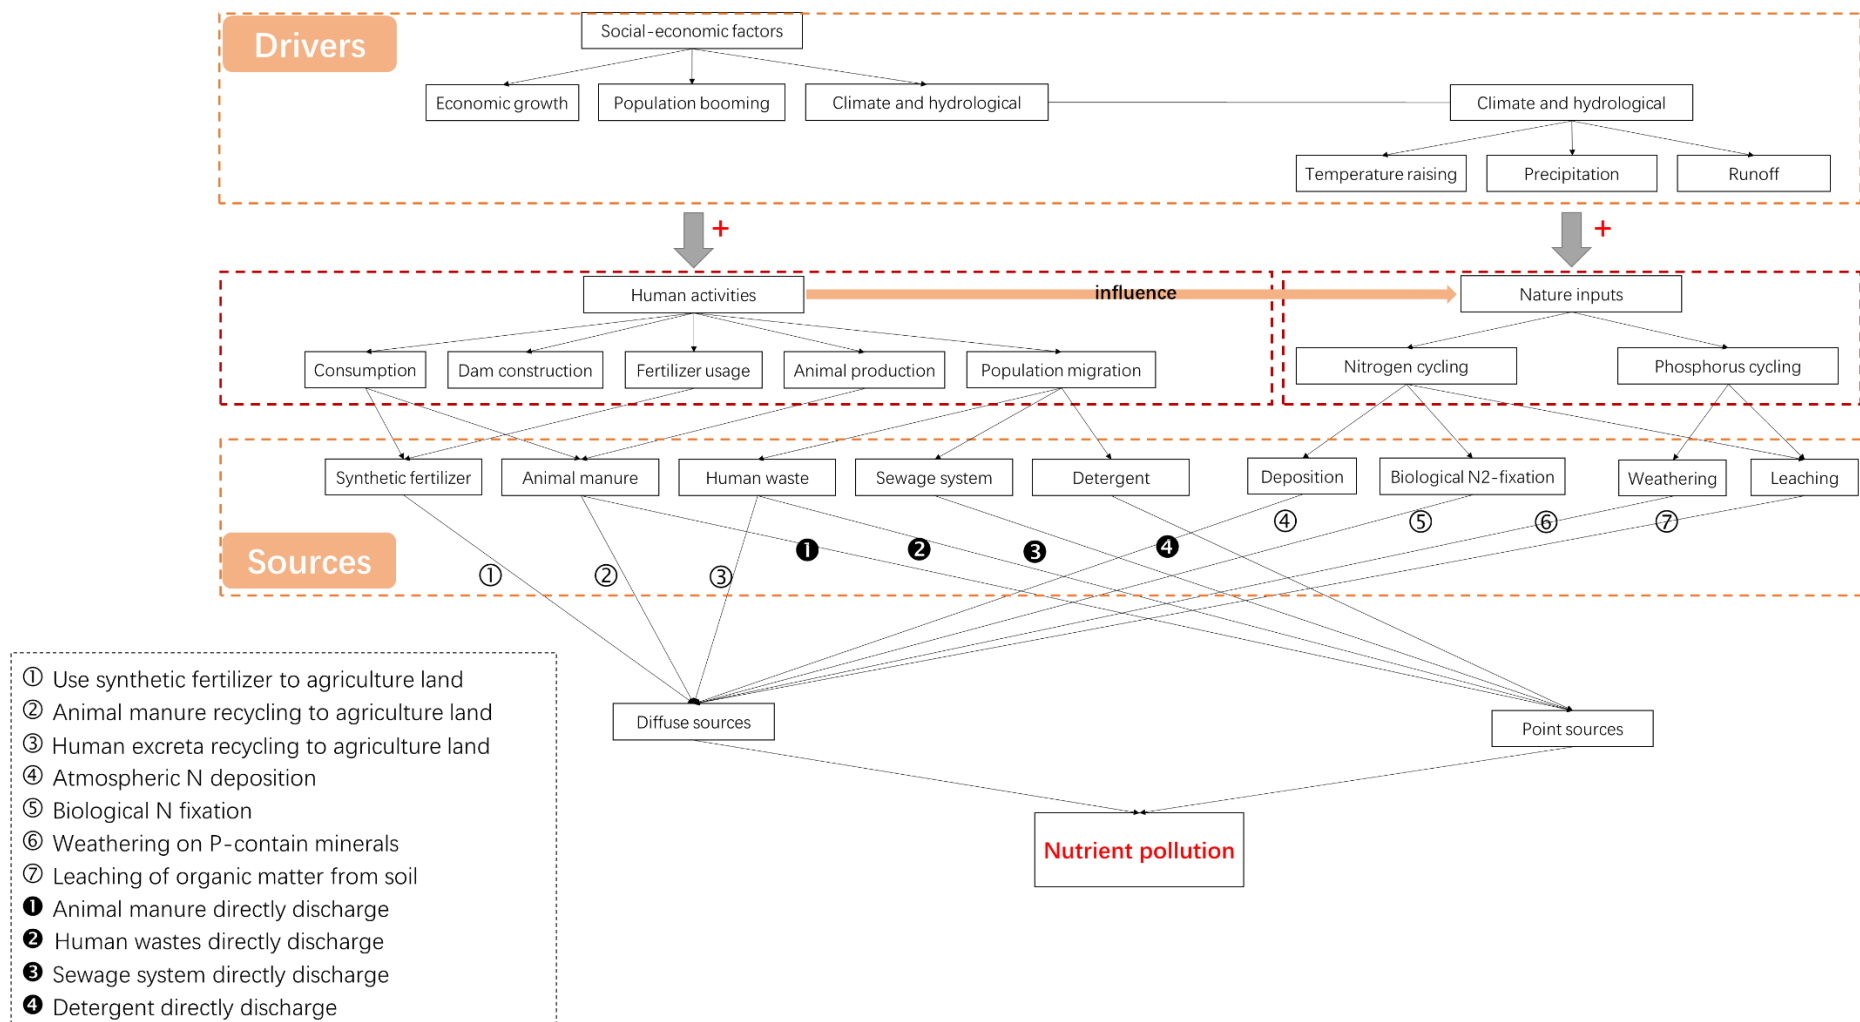 Drivers
Social-economic factors
Economic growth
Population booming
Climate and hydrological
Climate and hydrological
Temperature raising
Precipitation
Runoff
+
+
Human activities
influence
Nature inputs
Consumption
Dam construction
Fertilizer usage
Animal production
Population migration
Nitrogen cycling
Phosphorus cycling
Synthetic fertilizer
Animal manure
Human waste
Sewage system
Detergent
Deposition
Biological N2-fixation
Weathering
Leaching
Sources
①
②
③
❶
❷
❸
❹
④
⑤
⑥
⑦
Diffuse sources
Point sources
Nutrient pollution
① Use synthetic fertilizer to agriculture land
② Animal manure recycling to agriculture land
③ Human excreta recycling to agriculture land
④ Atmospheric N deposition
⑤ Biological N fixation
⑥ Weathering on P-contain minerals
⑦ Leaching of organic matter from soil
❶ Animal manure directly discharge
❷ Human wastes directly discharge
❸ Sewage system directly discharge
❹ Detergent directly discharge